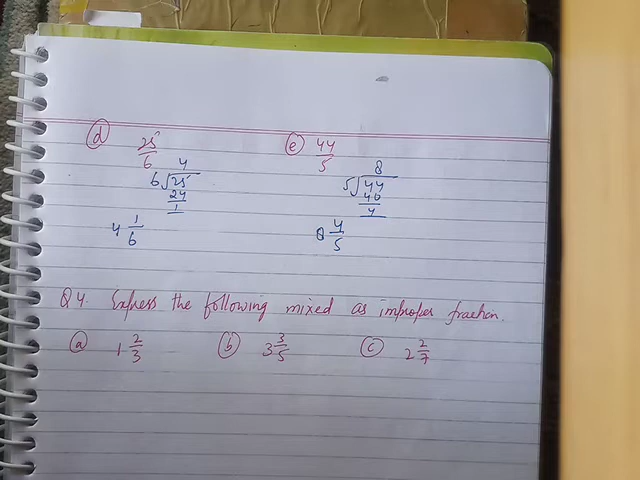 (d) 25/6 (e) 44/5
4 8
6)25 5)44
24 40
1 4
4 1/6 8 4/5
Q4. Express the following mixed as improper fraction.
(a) 1 2/3 (b) 3 3/5 (c) 2 2/7